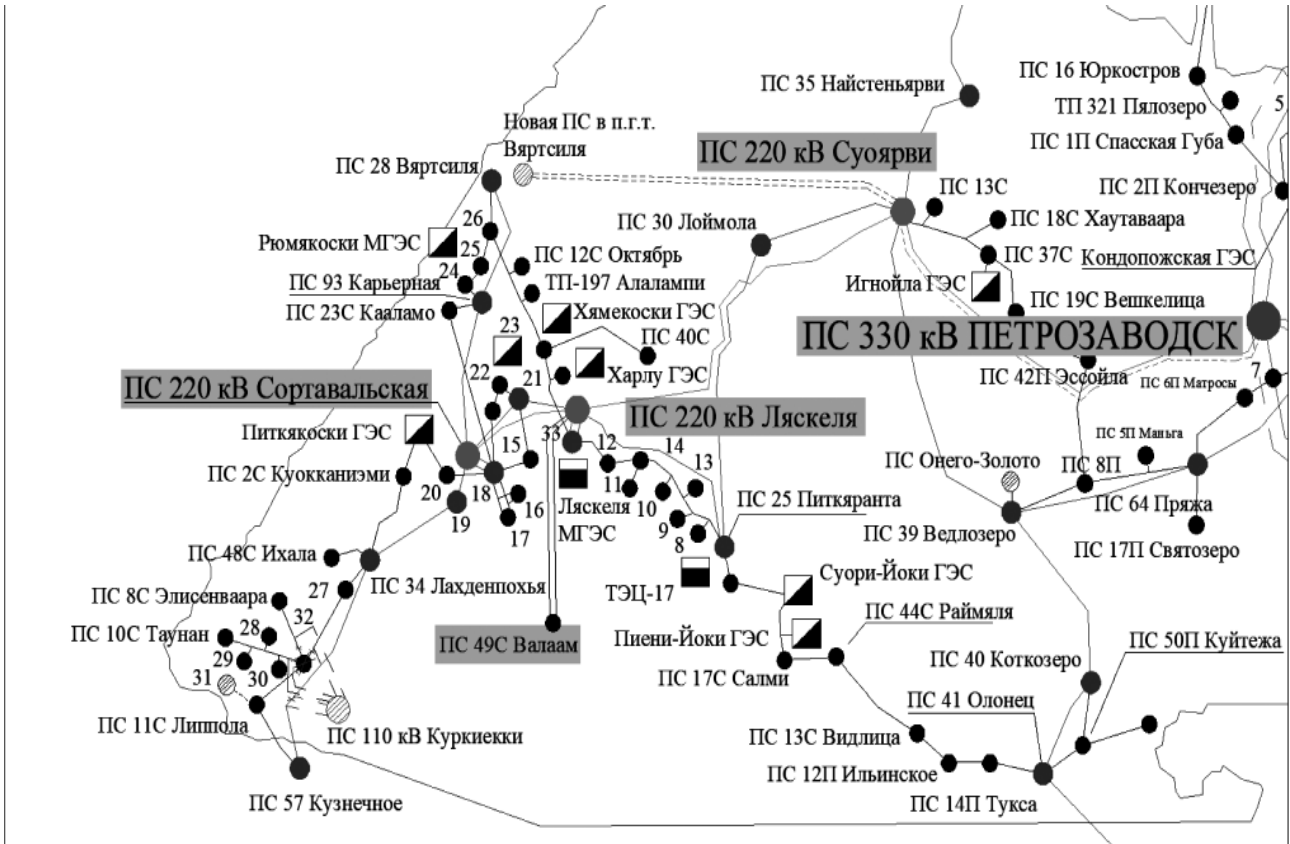 ПС 16 Юркостров
ПС 35 Найстеньярви
ТП 321 Пялозеро
5
Новая ПС в п.г.т.
Вяртсиля
ПС 1П Спасская Губа
ПС 220 кВ Суоярви
ПС 28 Вяртсиля
ПС 13С
ПС 2П Кончезеро
ПС 30 Лоймола
ПС 18С Хаутаваара
26
Рюмякоски МГЭС
25
ПС 12С Октябрь
ПС 37С
Кондопожская ГЭС
24
ПС 93 Карьерная
ТП-197 Алалампи
Игнойла ГЭС
ПС 23С Кааламо
Хямекоски ГЭС
ПС 19С Вешкелица
23
ПС 40С
ПС 330 кВ ПЕТРОЗАВОДСК
Харлу ГЭС
22
21
ПС 42П Эссойла
ПС 6П Матросы
7
ПС 220 кВ Сортавальская
ПС 220 кВ Ляскеля
Питкякоски ГЭС
33
12
14
15
13
ПС 5П Маньга
ПС 2С Куокканиэми
ПС Онего-Золото
ПС 8П
20
18
11
16
10
Ляскеля
МГЭС
ПС 25 Питкяранта
ПС 64 Пряжа
19
17
9
ПС 39 Ведлозеро
8
ПС 17П Святозеро
ПС 48С Ихала
27
ПС 34 Лахденпохья
ТЭЦ-17
Суори-Йоки ГЭС
ПС 8С Элисенваара
32
ПС 44С Раймяля
ПС 10С Таунан
28
ПС 49С Валаам
Пиени-Йоки ГЭС
ПС 50П Куйтежа
29
30
ПС 17С Салми
ПС 40 Коткозеро
31
ПС 41 Олонец
ПС 11С Липпола
ПС 110 кВ Куркиекки
ПС 13С Видлица
ПС 12П Ильинское
ПС 57 Кузнечное
ПС 14П Тукса